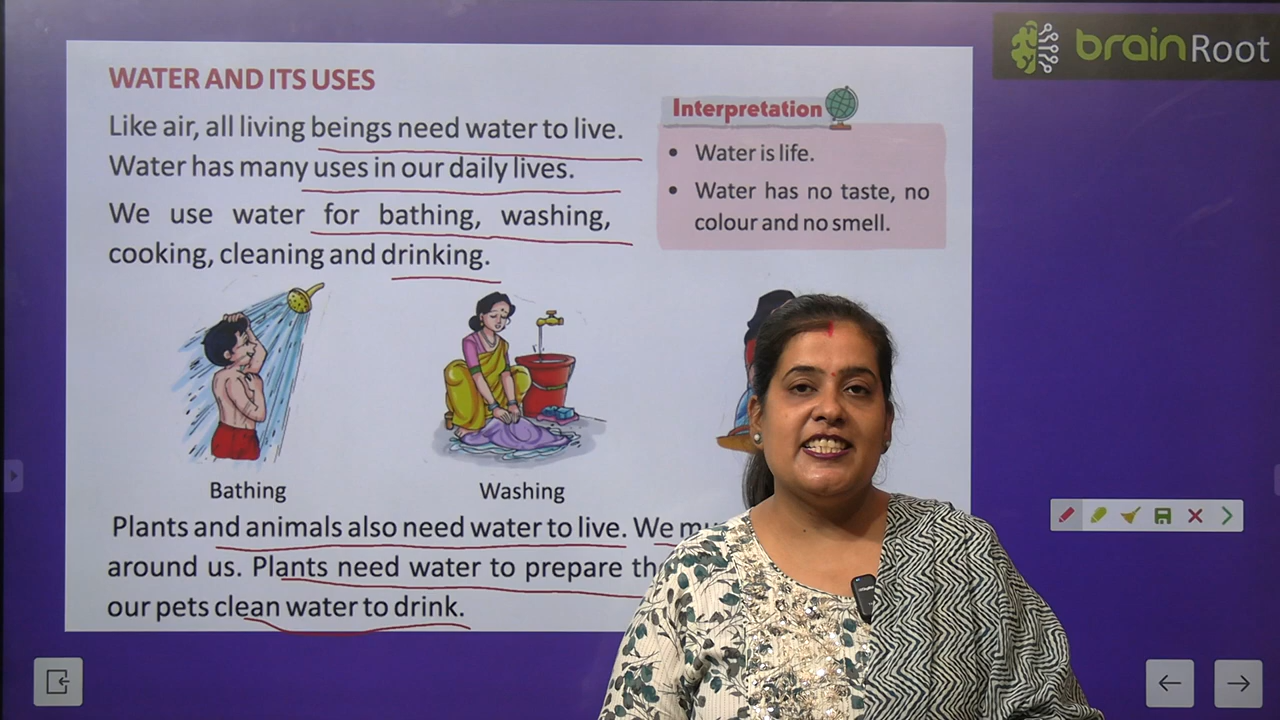 brainRoot
WATER AND ITS USES
Like air, all living beings need water to live.
Water has many uses in our daily lives.
We use water for bathing, washing,
cooking, cleaning and drinking.
Interpretation
• Water is life.
• Water has no taste, no
colour and no smell.
Bathing
Washing
Plants and animals also need water to live. We
around us. Plants need water to prepare
our pets clean water to drink.